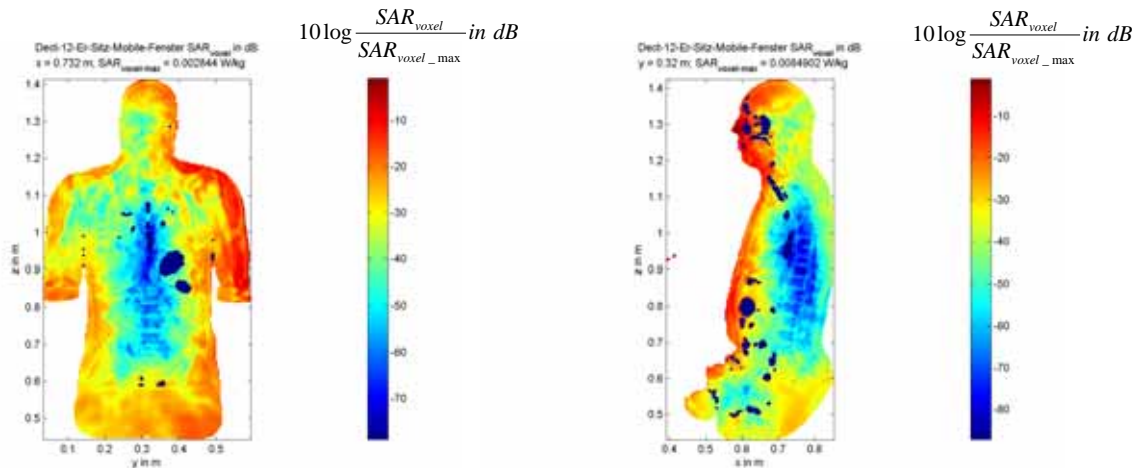 10 log SAR_voxel / SAR_voxel_max in dB
Dect-12-Er-Sitz-Mobile-Fenster SAR_voxel in dB
x = 0.732 m; SAR_voxel-max = 0.002844 W/kg
1.4
1.3
1.2
1.1
1
0.9
0.8
0.7
0.6
0.5
z in m
0.1 0.2 0.3 0.4 0.5
y in m
-10
-20
-30
-40
-50
-60
-70
10 log SAR_voxel / SAR_voxel_max in dB
Dect-12-Er-Sitz-Mobile-Fenster SAR_voxel in dB
y = 0.32 m; SAR_voxel-max = 0.0084902 W/kg
1.4
1.3
1.2
1.1
1
0.9
0.8
0.7
0.6
0.5
z in m
0.4 0.5 0.6 0.7 0.8
x in m
-10
-20
-30
-40
-50
-60
-70
-80